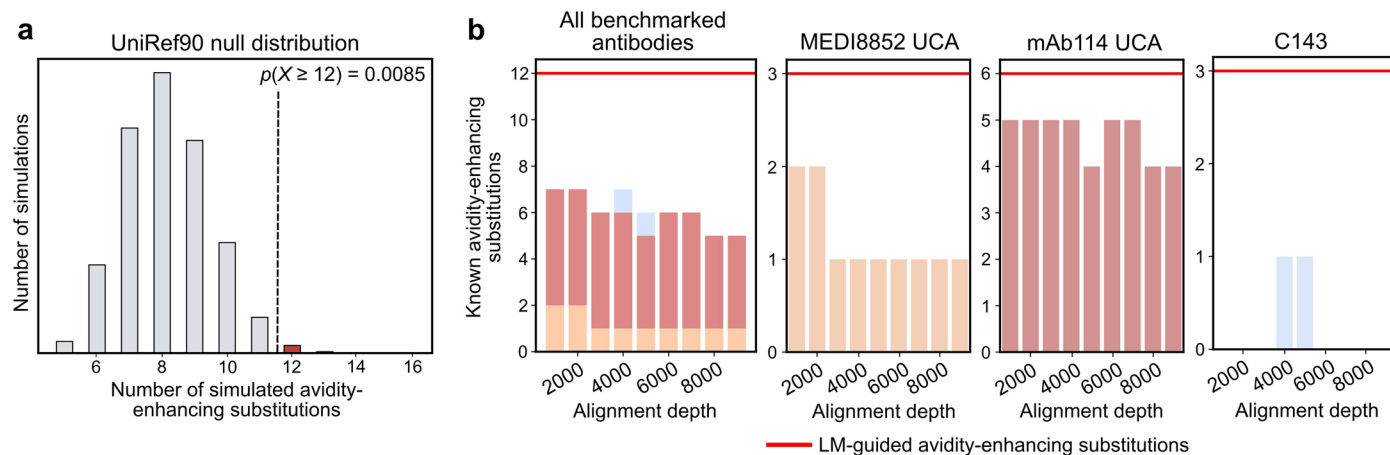 a
UniRef90 null distribution
p(X ≥ 12) = 0.0085
Number of simulations
6 8 10 12 14 16
Number of simulated avidity-
enhancing substitutions
b
Known avidity-enhancing
substitutions
All benchmarked
antibodies
12
10
8
6
4
2
0
2000 4000 6000 8000
Alignment depth
MEDI8852 UCA
3
2
1
0
2000 4000 6000 8000
Alignment depth
mAb114 UCA
6
5
4
3
2
1
0
2000 4000 6000 8000
Alignment depth
C143
3
2
1
0
2000 4000 6000 8000
Alignment depth
LM-guided avidity-enhancing substitutions